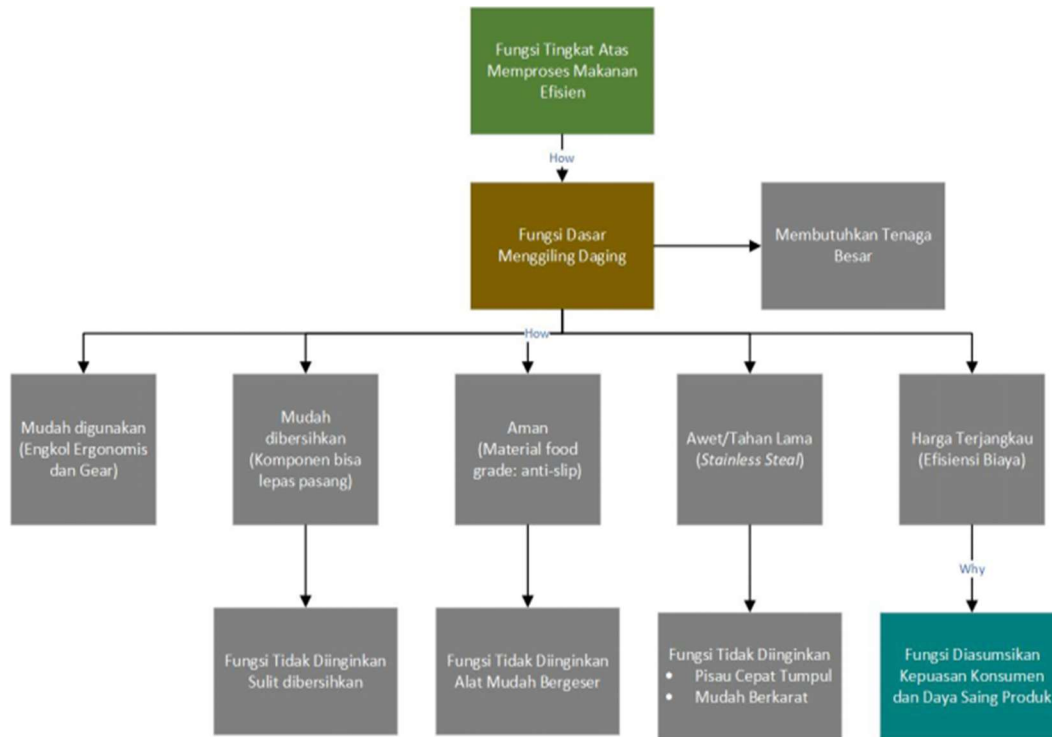 Fungsi Tingkat Atas
Memproses Makanan
Efisien
How
Fungsi Dasar
Menggiling Daging
Membutuhkan Tenaga
Besar
How
Mudah digunakan
(Engkol Ergonomis
dan Gear)
Mudah
dibersihkan
(Komponen bisa
lepas pasang)
Aman
(Material food
grade: anti-slip)
Awet/Tahan Lama
(Stainless Steal)
Harga Terjangkau
(Efisiensi Biaya)
Why
Fungsi Tidak Diinginkan
Sulit dibersihkan
Fungsi Tidak Diinginkan
Alat Mudah Bergeser
Fungsi Tidak Diinginkan
• Pisau Cepat Tumpul
• Mudah Berkarat
Fungsi Diasumsikan
Kepuasan Konsumen
dan Daya Saing Produk